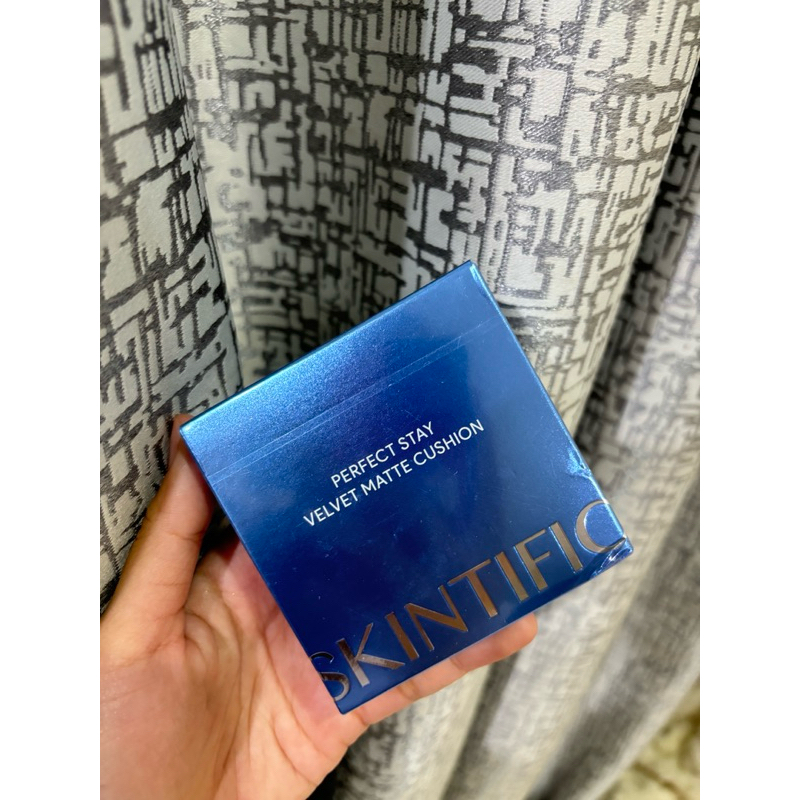 PERFECT STAY
VELVET MATTE CUSHION
SKINTIFIC